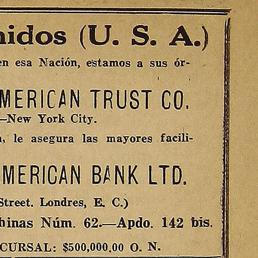 nidos (U. S. A.)
en esa Nación, estamos a sus ór-
MERICAN TRUST CO.
—New York City.
, le asegura las mayores facili-
MERICAN BANK LTD.
Street. Londres, E. C.)
binas Núm. 62.—Apdo. 142 bis.
CURSAL: $500,000,00 O. N.